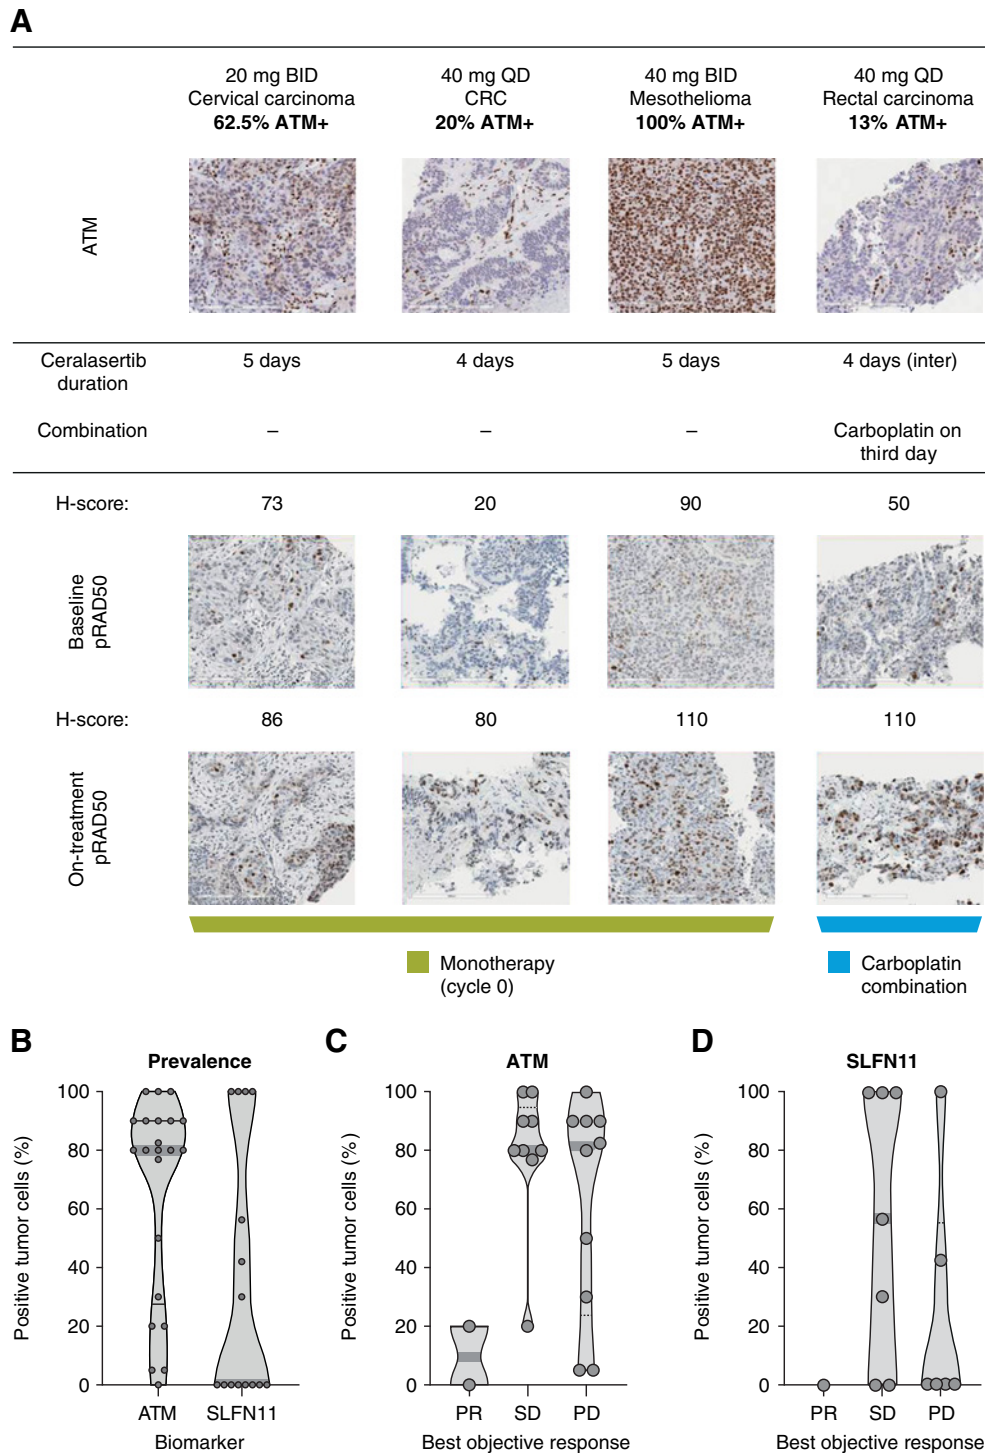 A
20 mg BID
Cervical carcinoma
62.5% ATM+
40 mg QD
CRC
20% ATM+
40 mg BID
Mesothelioma
100% ATM+
40 mg QD
Rectal carcinoma
13% ATM+
ATM
Ceralasertib duration
5 days
4 days
5 days
4 days (inter)
Combination
–
–
–
Carboplatin on
third day
H-score:
73
20
90
50
Baseline
pRAD50
H-score:
86
80
110
110
On-treatment
pRAD50
Monotherapy
(cycle 0)
Carboplatin
combination
B
Prevalence
Positive tumor cells (%)
100
80
60
40
20
0
ATM
SLFN11
Biomarker
C
ATM
Positive tumor cells (%)
100
80
60
40
20
0
PR
SD
PD
Best objective response
D
SLFN11
Positive tumor cells (%)
100
80
60
40
20
0
PR
SD
PD
Best objective response